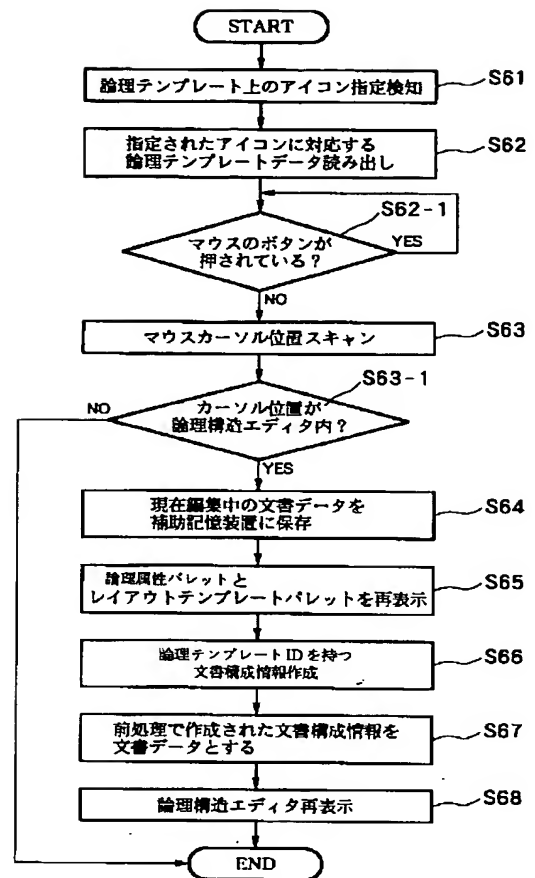 START
論理テンプレート上のアイコン指定検知
S61
指定されたアイコンに対応する
論理テンプレートデータ読み出し
S62
S62-1
マウスのボタンが
押されている？
YES
NO
マウスカーソル位置スキャン
S63
S63-1
NO
カーソル位置が
論理構造エディタ内？
YES
現在編集中の文書データを
補助記憶装置に保存
S64
論理属性パレットと
レイアウトテンプレートパレットを再表示
S65
論理テンプレートIDを持つ
文書構成情報作成
S66
前処理で作成された文書構成情報を
文書データとする
S67
論理構造エディタ再表示
S68
END